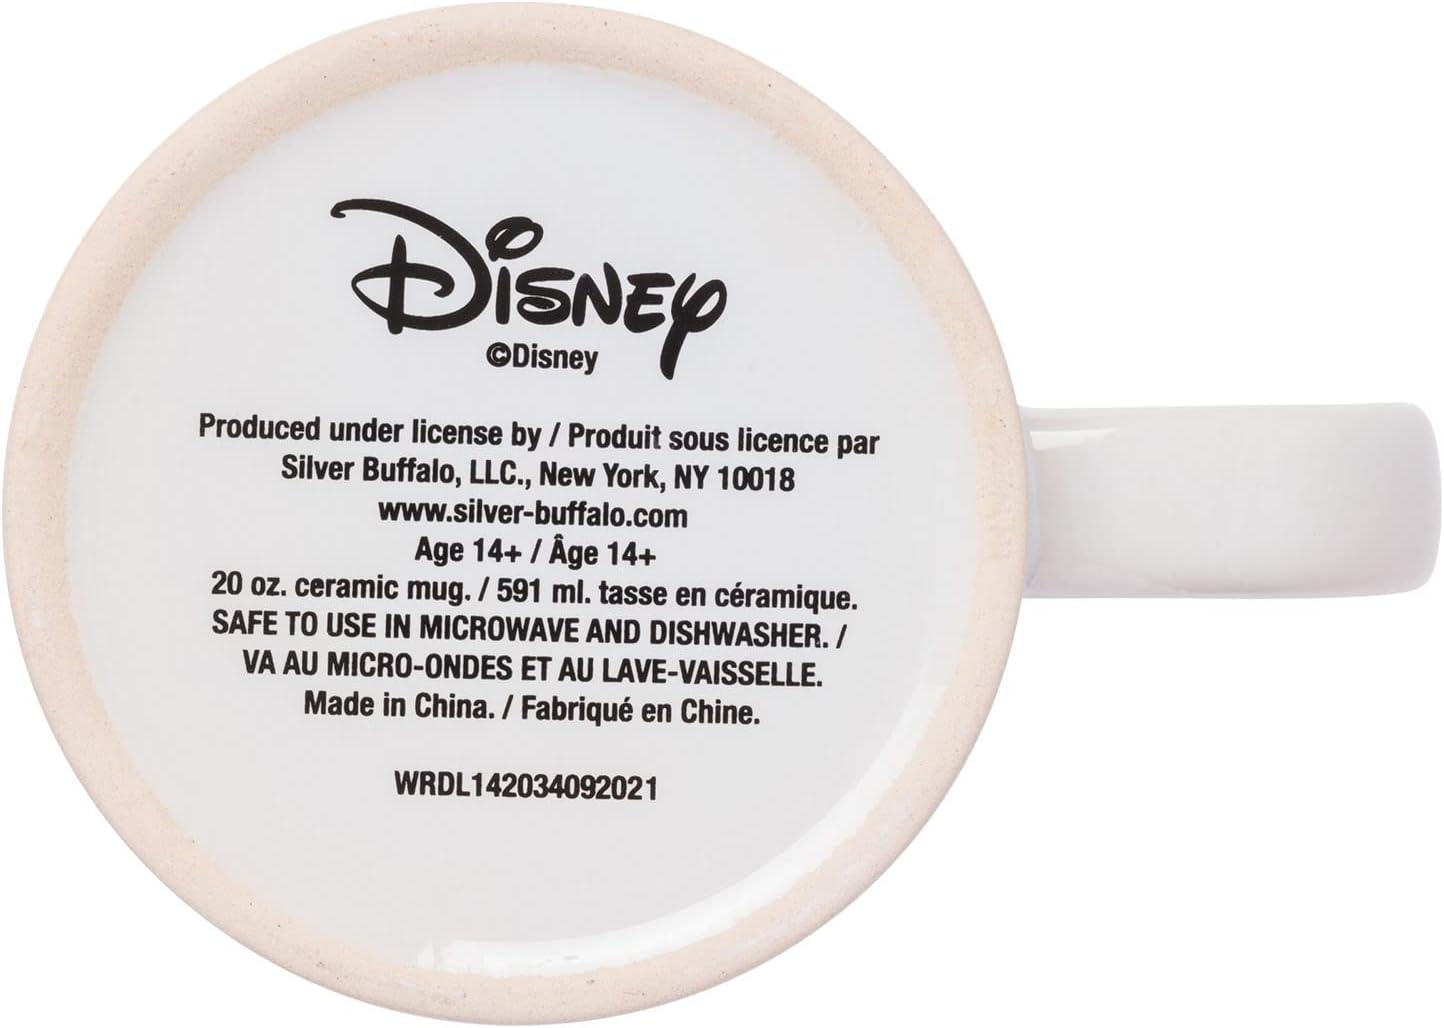 Disney
©Disney
Produced under license by / Produit sous licence par
Silver Buffalo, LLC., New York, NY 10018
www.silver-buffalo.com
Age 14+ / Âge 14+
20 oz. ceramic mug. / 591 ml. tasse en céramique.
SAFE TO USE IN MICROWAVE AND DISHWASHER. /
VA AU MICRO-ONDES ET AU LAVE-VAISSELLE.
Made in China. / Fabriqué en Chine.
WRDL142034092021